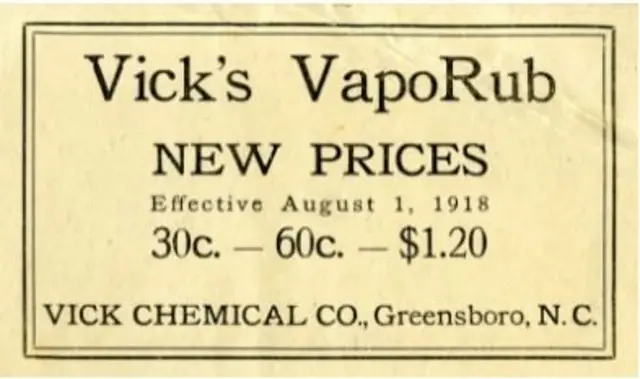 Vick's VapoRub
NEW PRICES
Effective August 1, 1918
30c. — 60c. — $1.20
VICK CHEMICAL CO., Greensboro, N. C.